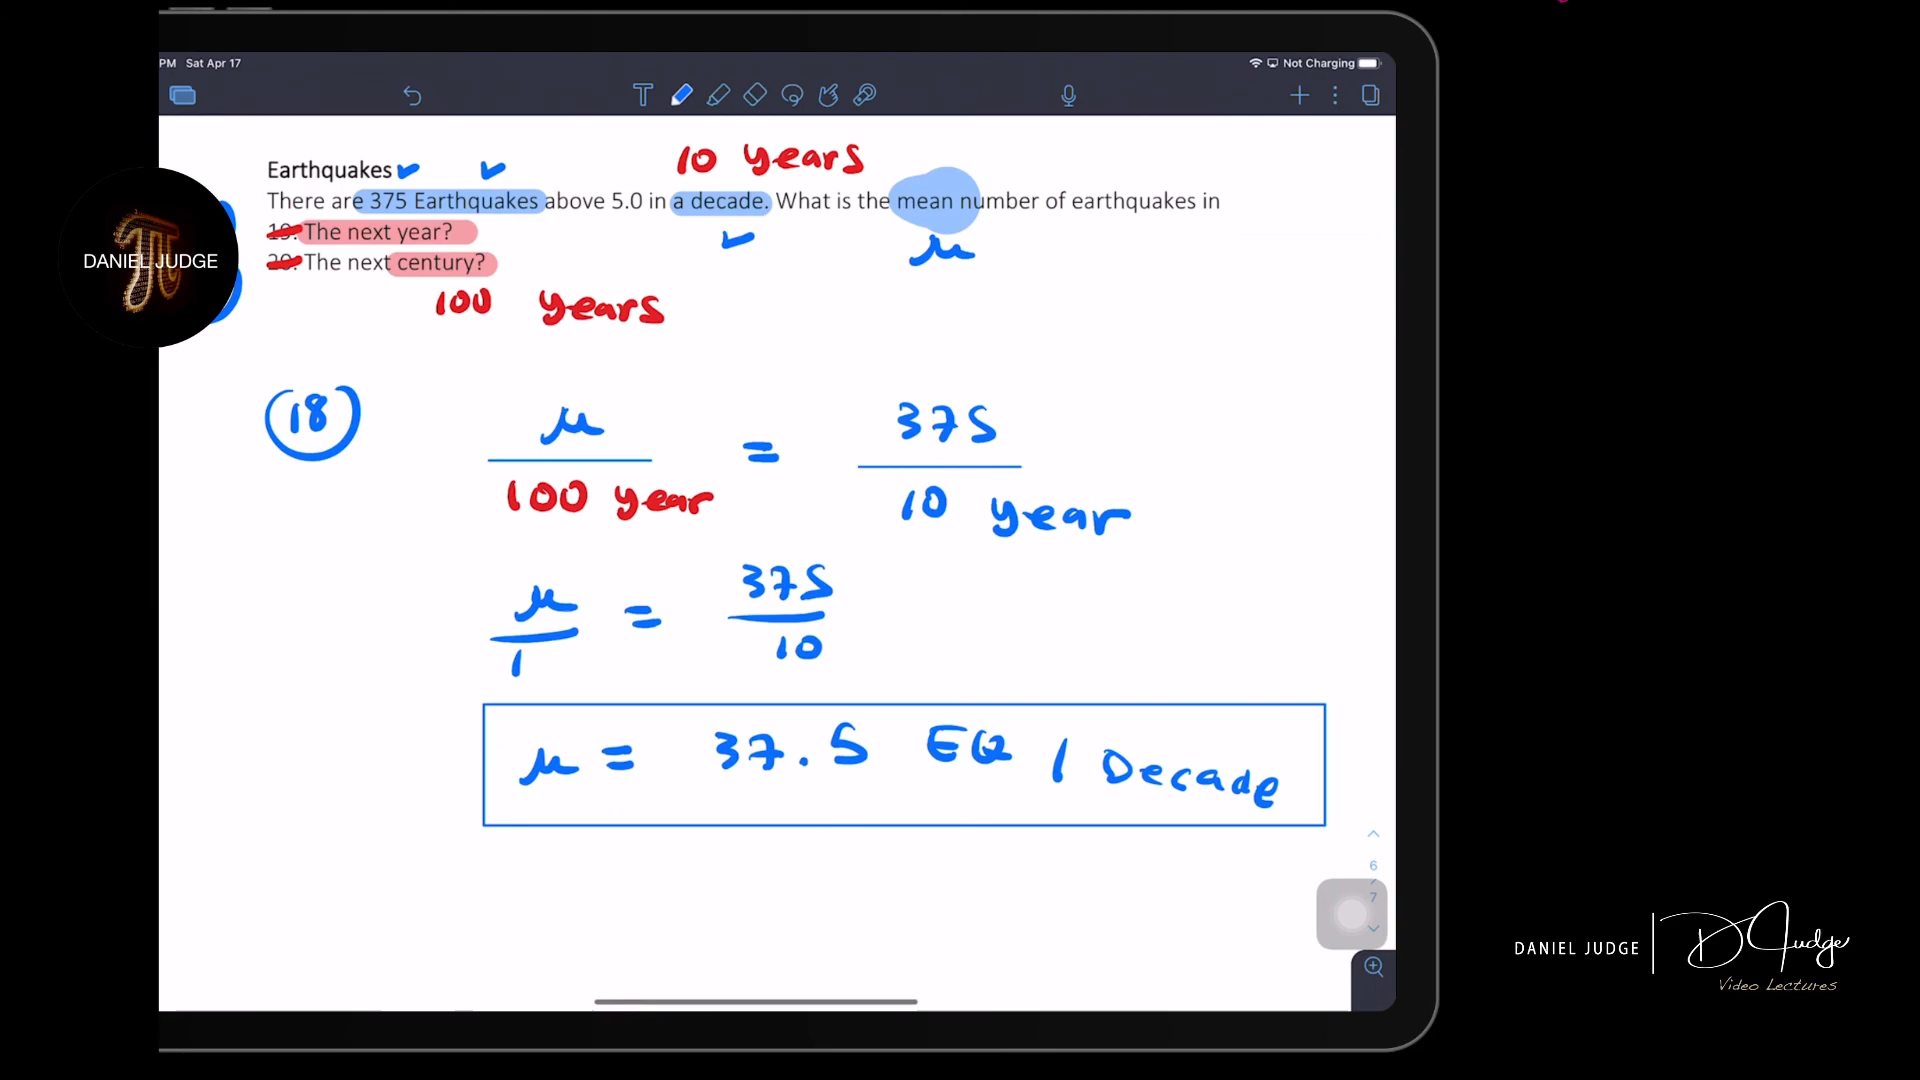 PM Sat Apr 17
Not Charging
10 years
Earthquakes
There are 375 Earthquakes above 5.0 in a decade. What is the mean number of earthquakes in
19. The next year?
μ
20. The next century?
100 years
DANIEL JUDGE
18
μ = 375
100 year 10 year
μ = 375
1 10
μ = 37.5 EQ / Decade
6
7
DANIEL JUDGE
DJudge
Video Lectures